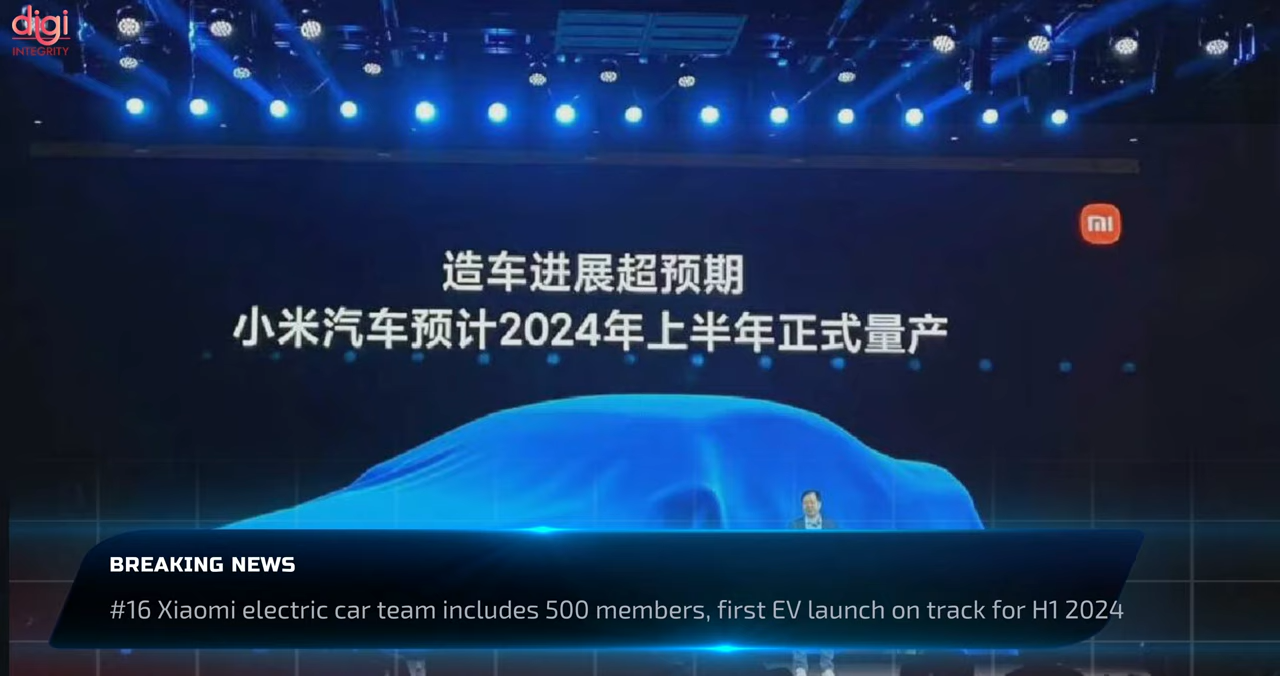 digi
INTEGRITY
mi
造车进展超预期
小米汽车预计2024年上半年正式量产
BREAKING NEWS
#16 Xiaomi electric car team includes 500 members, first EV launch on track for H1 2024